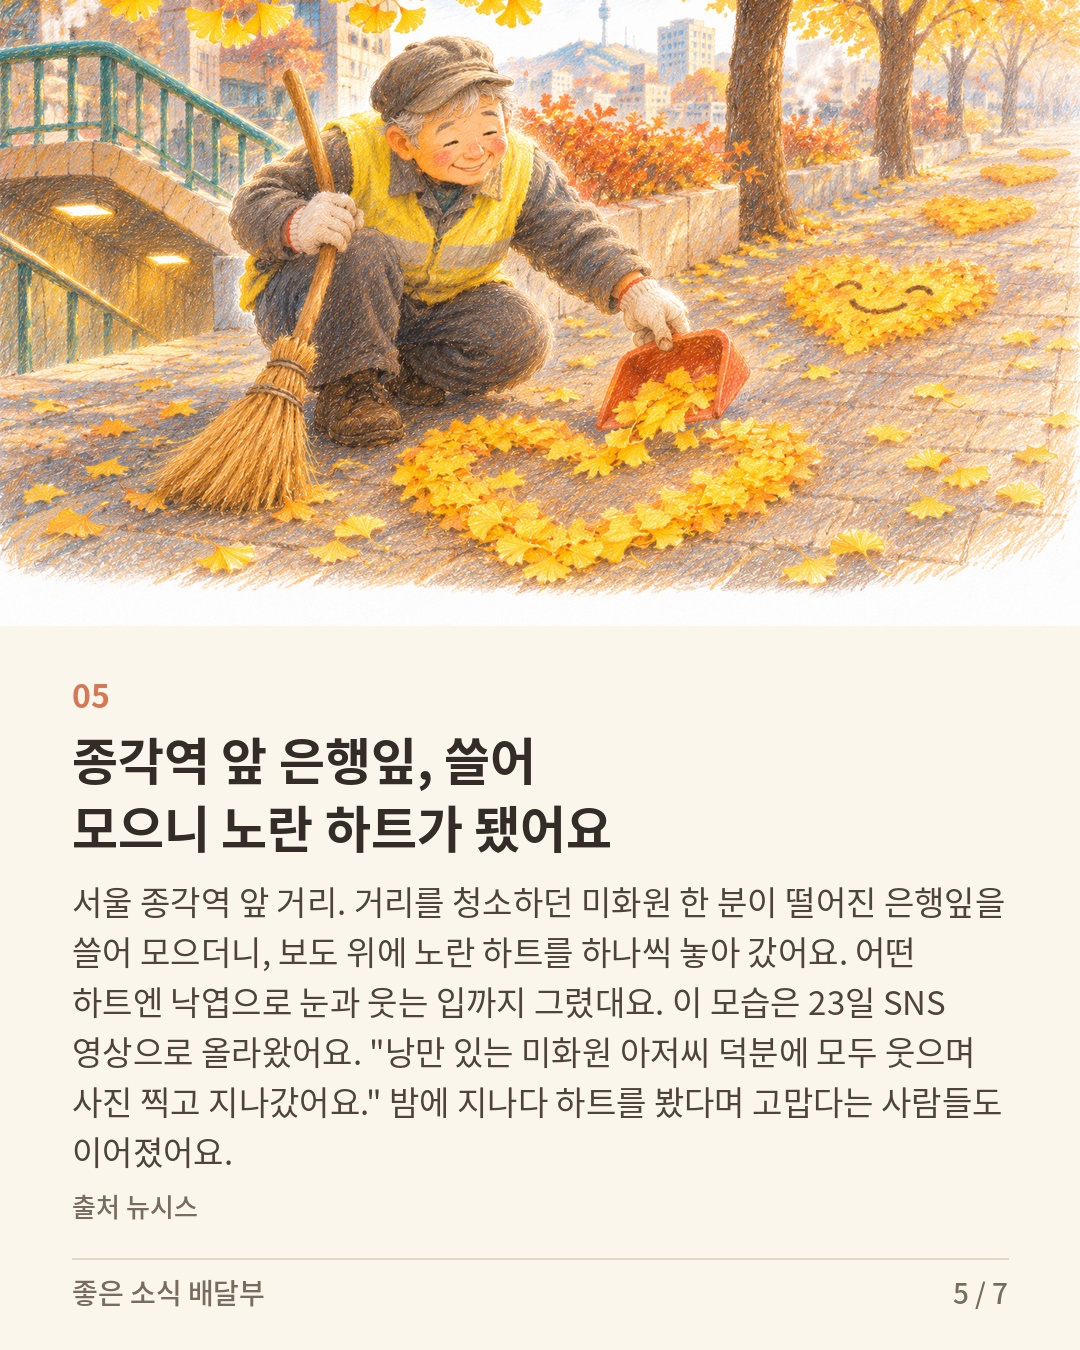 05
종각역 앞 은행잎, 쓸어
모으니 노란 하트가 됐어요
서울 종각역 앞 거리. 거리를 청소하던 미화원 한 분이 떨어진 은행잎을
쓸어 모으더니, 보도 위에 노란 하트를 하나씩 놓아 갔어요. 어떤
하트엔 낙엽으로 눈과 웃는 입까지 그렸대요. 이 모습은 23일 SNS
영상으로 올라왔어요. "낭만 있는 미화원 아저씨 덕분에 모두 웃으며
사진 찍고 지나갔어요." 밤에 지나다 하트를 봤다며 고맙다는 사람들도
이어졌어요.
출처 뉴시스
좋은 소식 배달부
5 / 7